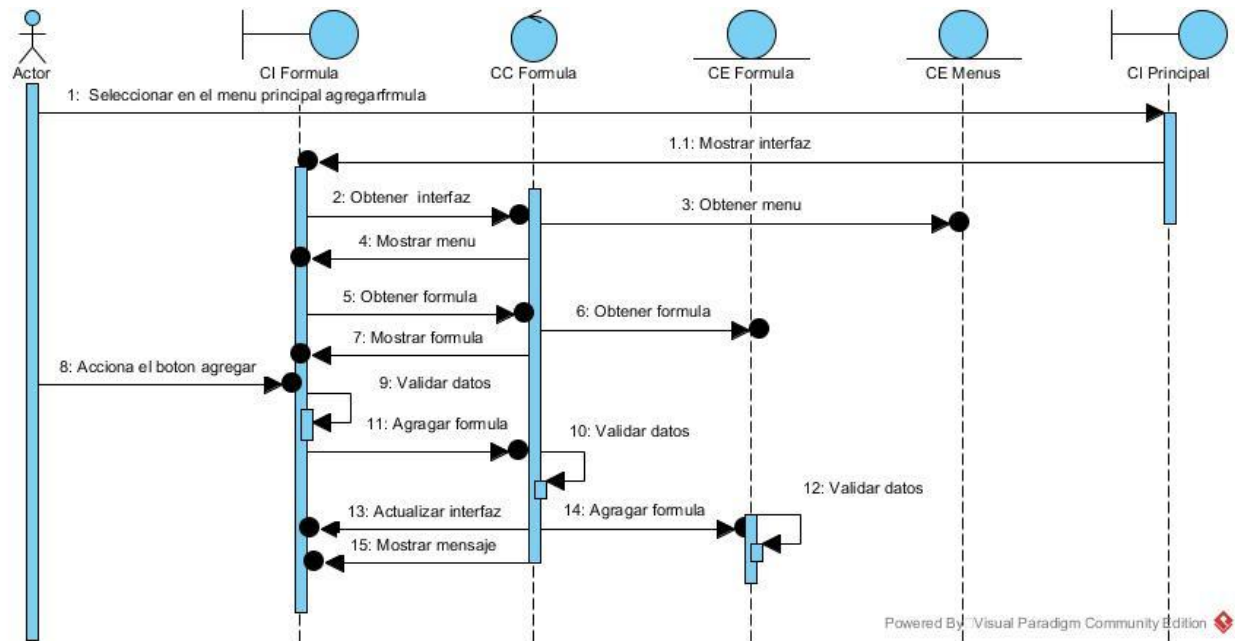 Actor
CI Formula
CC Formula
CE Formula
CE Menus
CI Principal
1: Seleccionar en el menu principal agregarfrmula
1.1: Mostrar interfaz
2: Obtener interfaz
3: Obtener menu
4: Mostrar menu
5: Obtener formula
6: Obtener formula
7: Mostrar formula
8: Acciona el boton agregar
9: Validar datos
11: Agragar formula
10: Validar datos
12: Validar datos
13: Actualizar interfaz
14: Agragar formula
15: Mostrar mensaje
Powered By Visual Paradigm Community Edition